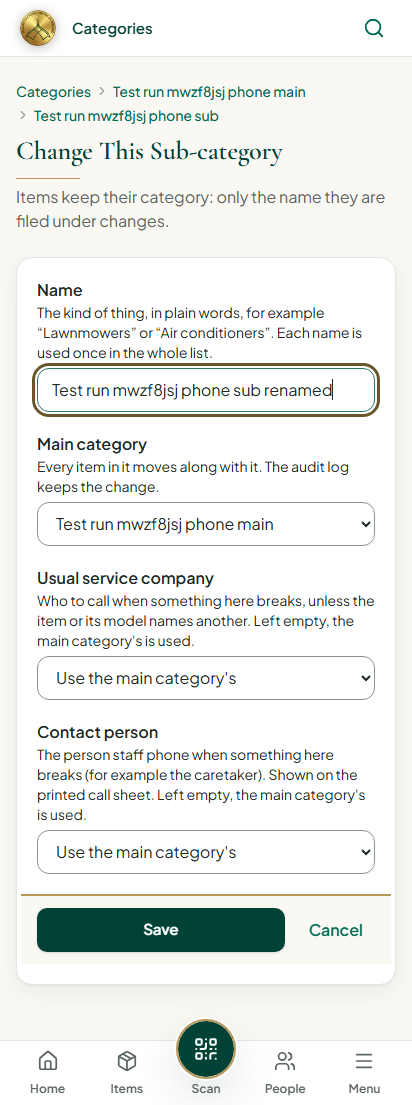 Categories
Categories > Test run mwzf8jsj phone main
> Test run mwzf8jsj phone sub
Change This Sub-category
Items keep their category: only the name they are
filed under changes.
Name
The kind of thing, in plain words, for example
“Lawnmowers” or “Air conditioners”. Each name is
used once in the whole list.
Test run mwzf8jsj phone sub renamed
Main category
Every item in it moves along with it. The audit log
keeps the change.
Test run mwzf8jsj phone main
Usual service company
Who to call when something here breaks, unless the
item or its model names another. Left empty, the
main category's is used.
Use the main category's
Contact person
The person staff phone when something here
breaks (for example the caretaker). Shown on the
printed call sheet. Left empty, the main category's
is used.
Use the main category's
Save Cancel
Home Items Scan People Menu